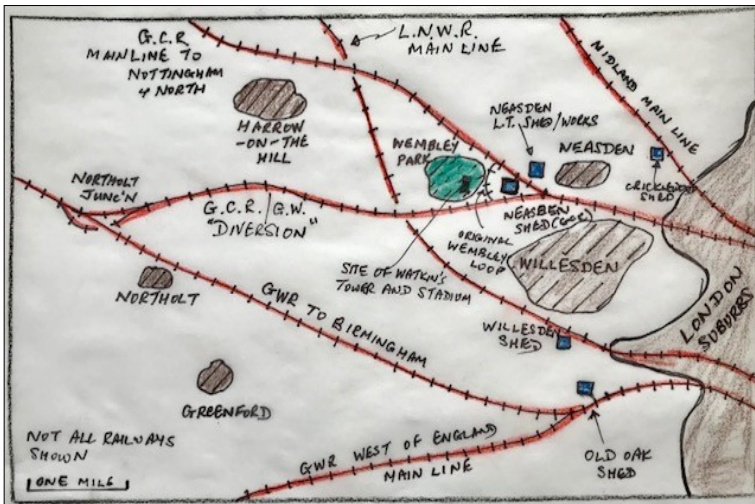 G.C.R.
MAINLINE TO
NOTTINGHAM
& NORTH
L.N.W.R.
MAIN LINE
MIDLAND MAIN LINE
HARROW
-ON-THE
HILL
WEMBLEY
PARK
NEASDEN
L.T. SHED/WORKS
NEASDEN
CRICKLEWOOD
SHED
NORTHOLT
JUNC'N
G.C.R./G.W.
"DIVERSION"
NEASDEN
SHED (GCR)
ORIGINAL
WEMBLEY
LOOP
SITE OF WATKIN'S
TOWER AND STADIUM
WILLESDEN
LONDON
SUBURBS
NORTHOLT
GWR TO BIRMINGHAM
WILLESDEN
SHED
GREENFORD
NOT ALL RAILWAYS
SHOWN
ONE MILE
GWR WEST OF ENGLAND
MAIN LINE
OLD OAK
SHED